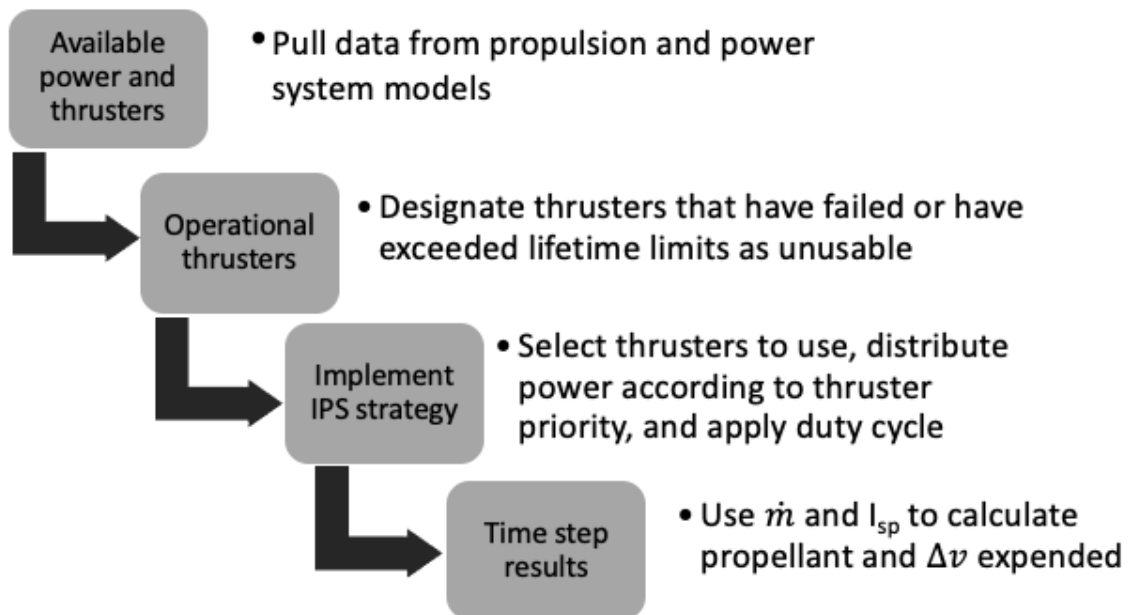 Available
power and
thrusters
• Pull data from propulsion and power
system models
Operational
thrusters
• Designate thrusters that have failed or have
exceeded lifetime limits as unusable
Implement
IPS strategy
• Select thrusters to use, distribute
power according to thruster
priority, and apply duty cycle
Time step
results
• Use ṁ and Isp to calculate
propellant and Δv expended